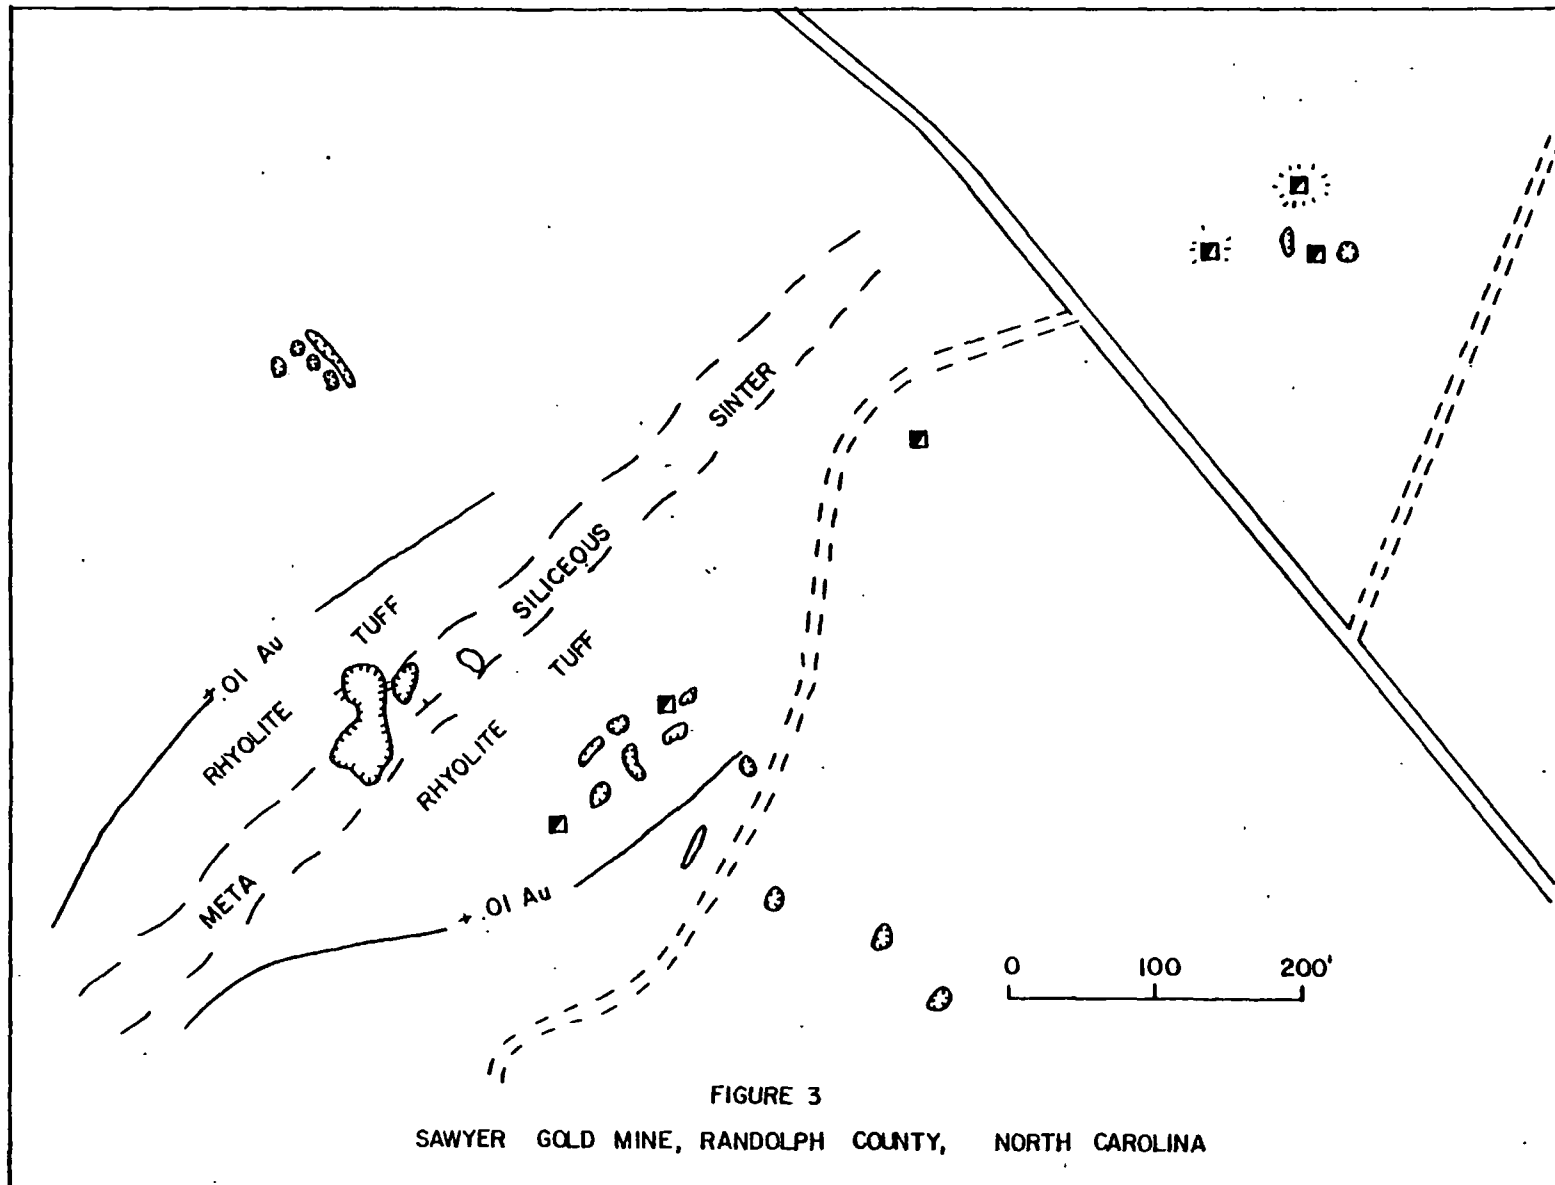 SINTER
SILICEOUS
TUFF
+.01 Au
TUFF
RHYOLITE
RHYOLITE
META
+.01 Au
0 100 200'
FIGURE 3
SAWYER GOLD MINE, RANDOLPH COUNTY, NORTH CAROLINA